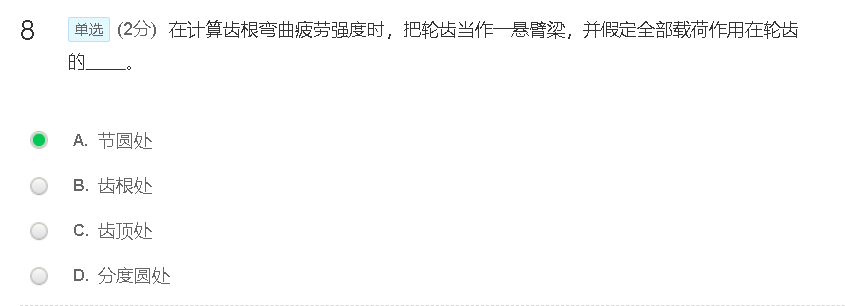 8 单选 (2分) 在计算齿根弯曲疲劳强度时，把轮齿当作一悬臂梁，并假定全部载荷作用在轮齿
的____。
A. 节圆处
B. 齿根处
C. 齿顶处
D. 分度圆处